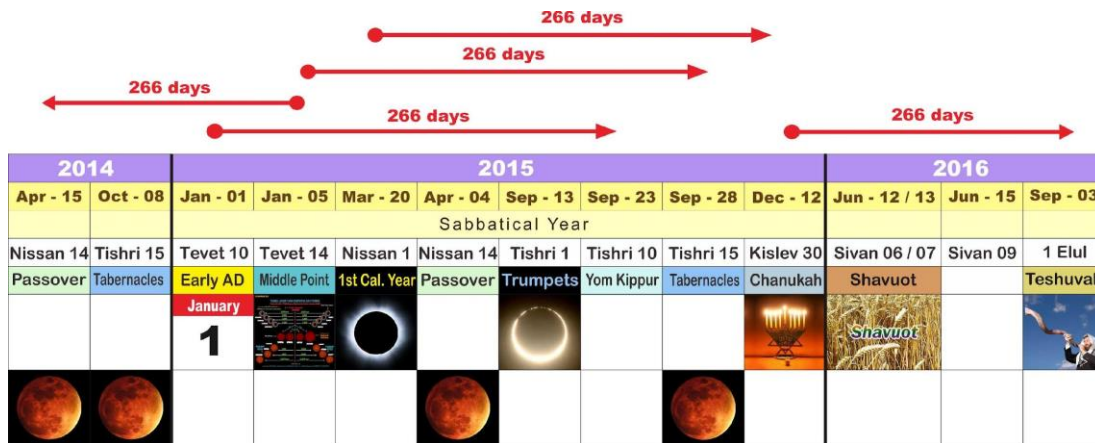 266 days
266 days
266 days
266 days
266 days
2014 2015 2016
Apr - 15 Oct - 08 Jan - 01 Jan - 05 Mar - 20 Apr - 04 Sep - 13 Sep - 23 Sep - 28 Dec - 12 Jun - 12 / 13 Jun - 15 Sep - 03
Sabbatical Year
Nissan 14 Tishri 15 Tevet 10 Tevet 14 Nissan 1 Nissan 14 Tishri 1 Tishri 10 Tishri 15 Kislev 30 Sivan 06 / 07 Sivan 09 1 Elul
Passover Tabernacles Early AD Middle Point 1st Cal. Year Passover Trumpets Yom Kippur Tabernacles Chanukah Shavuot Teshuval
January
1
Shavuot